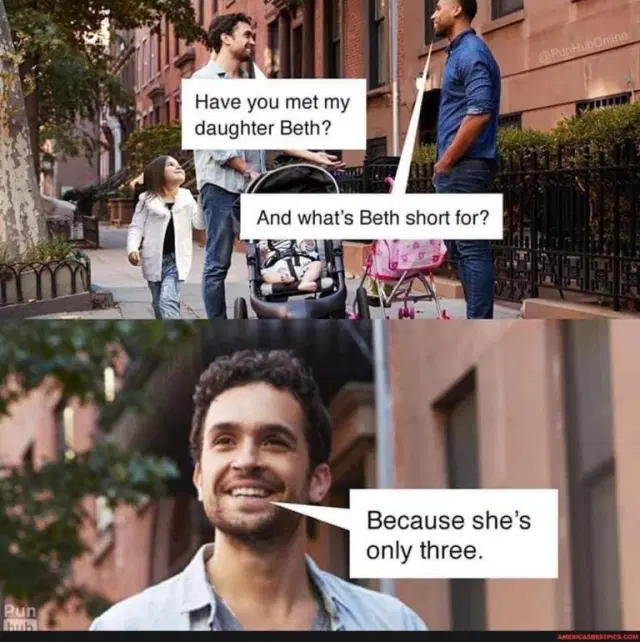 @PunHubOnline
Have you met my
daughter Beth?
And what's Beth short for?
Because she's
only three.
Pun
hub
AMERICASBESTPICS.COM